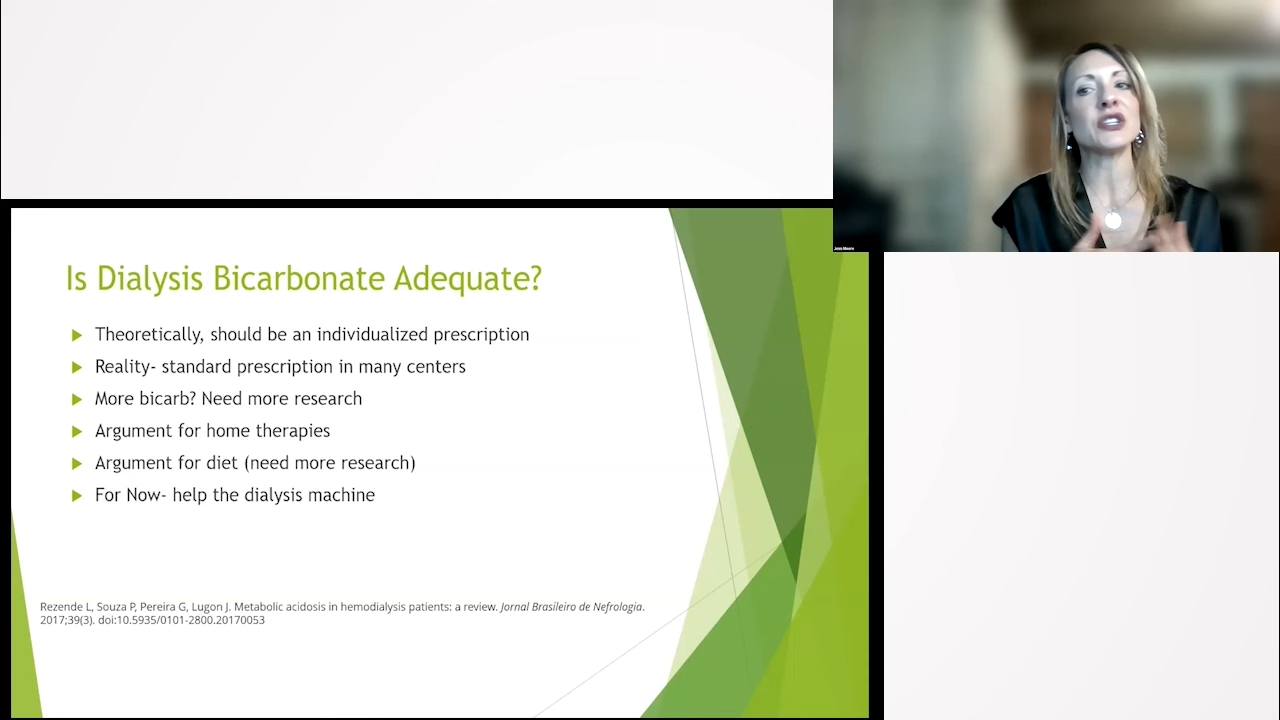 Jenn Moore
Is Dialysis Bicarbonate Adequate?
Theoretically, should be an individualized prescription
Reality- standard prescription in many centers
More bicarb? Need more research
Argument for home therapies
Argument for diet (need more research)
For Now- help the dialysis machine
Rezende L, Souza P, Pereira G, Lugon J. Metabolic acidosis in hemodialysis patients: a review. Jornal Brasileiro de Nefrologia.
2017;39(3). doi:10.5935/0101-2800.20170053